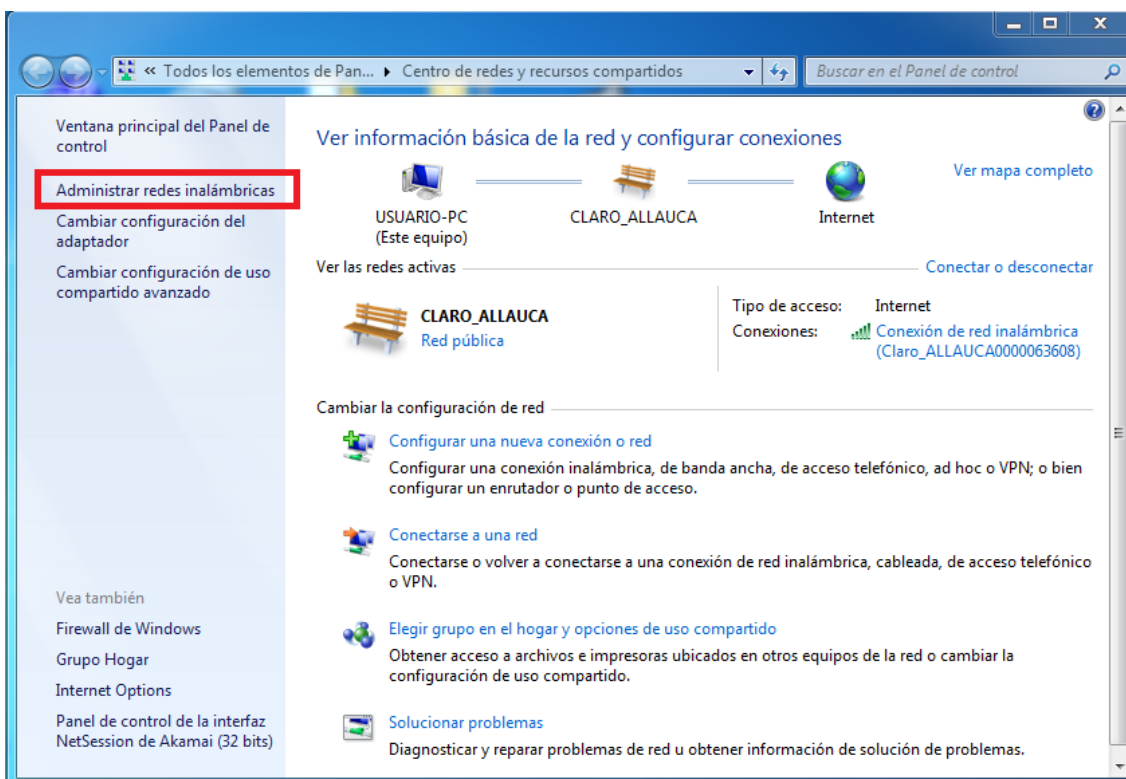 « Todos los elementos de Pan... Centro de redes y recursos compartidos
Buscar en el Panel de control
Ventana principal del Panel de
control
Administrar redes inalámbricas
Cambiar configuración del
adaptador
Cambiar configuración de uso
compartido avanzado
Vea también
Firewall de Windows
Grupo Hogar
Internet Options
Panel de control de la interfaz
NetSession de Akamai (32 bits)
Ver información básica de la red y configurar conexiones
Ver mapa completo
USUARIO-PC
(Este equipo)
CLARO_ALLAUCA
Internet
Ver las redes activas
Conectar o desconectar
CLARO_ALLAUCA
Red pública
Tipo de acceso: Internet
Conexiones: Conexión de red inalámbrica
(Claro_ALLAUCA0000063608)
Cambiar la configuración de red
Configurar una nueva conexión o red
Configurar una conexión inalámbrica, de banda ancha, de acceso telefónico, ad hoc o VPN; o bien
configurar un enrutador o punto de acceso.
Conectarse a una red
Conectarse o volver a conectarse a una conexión de red inalámbrica, cableada, de acceso telefónico
o VPN.
Elegir grupo en el hogar y opciones de uso compartido
Obtener acceso a archivos e impresoras ubicados en otros equipos de la red o cambiar la
configuración de uso compartido.
Solucionar problemas
Diagnosticar y reparar problemas de red u obtener información de solución de problemas.